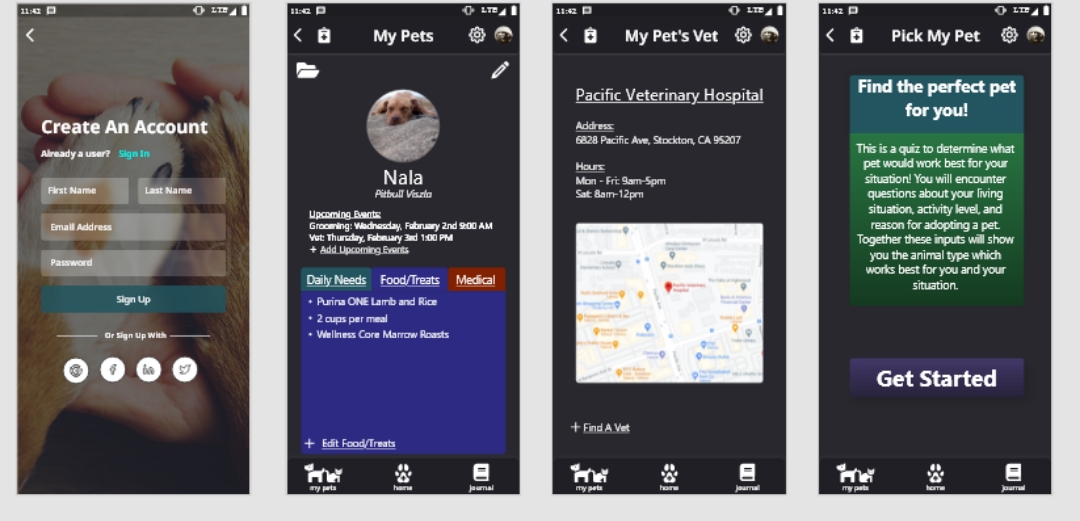 11:42
LTE
Create An Account
Already a user? Sign In
First Name
Last Name
Email Address
Password
Sign Up
Or Sign Up With
11:42
LTE
My Pets
Nala
Pitbull Viszla
Upcoming Events:
Grooming: Wednesday, February 2nd 9:00 AM
Vet: Thursday, February 3rd 1:00 PM
+ Add Upcoming Events
Daily Needs
Food/Treats
Medical
• Purina ONE Lamb and Rice
• 2 cups per meal
• Wellness Core Marrow Roasts
+ Edit Food/Treats
my pets
home
journal
11:42
LTE
My Pet's Vet
Pacific Veterinary Hospital
Address:
6828 Pacific Ave, Stockton, CA 95207
Hours:
Mon - Fri: 9am-5pm
Sat: 8am-12pm
Pacific Veterinary
Hospital
+ Find A Vet
my pets
home
journal
11:42
LTE
Pick My Pet
Find the perfect pet
for you!
This is a quiz to determine what
pet would work best for your
situation! You will encounter
questions about your living
situation, activity level, and
reason for adopting a pet.
Together these inputs will show
you the animal type which
works best for you and your
situation.
Get Started
my pets
home
journal